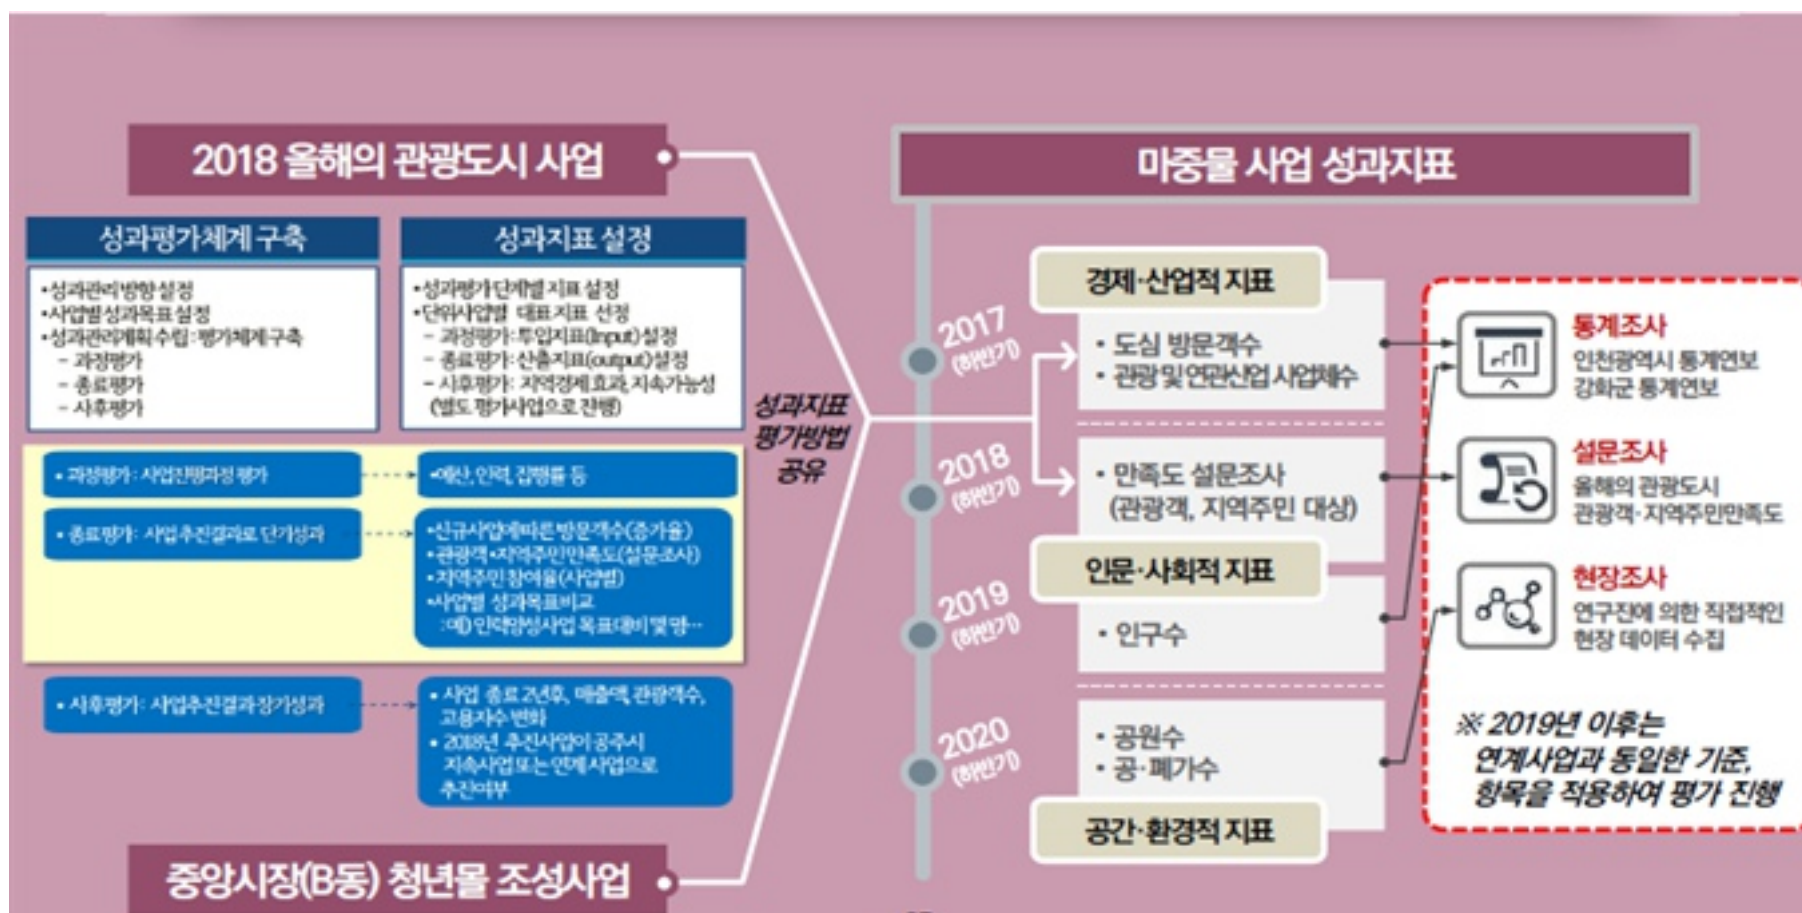 2018 올해의 관광도시 사업
성과평가체계 구축
•성과관리 방향 설정
•사업별 성과목표 설정
•성과관리계획 수립 : 평가체계 구축
– 과정평가
– 종료평가
– 사후평가
성과지표 설정
•성과평가 단계별 지표 설정
•단위사업별 대표 지표 선정
– 과정평가 : 투입지표(Input) 설정
– 종료평가 : 산출지표(output) 설정
– 사후평가 : 지역경제 효과, 지속가능성
(별도 평가사업으로 진행)
• 과정평가 : 사업진행과정 평가
•예산, 인력, 집행률 등
• 종료평가 : 사업 추진결과로 단기성과
•신규사업에 따른 방문객수(증가율)
•관광객•지역주민 만족도(설문조사)
•지역주민 참여율(사업별)
•사업별 성과목표 비교
:예) 인력양성사업 목표 대비 몇 명…
• 사후평가 : 사업추진결과 장기성과
• 사업 종료 2년후, 매출액, 관광객수,
고용자수 변화
• 2018년 추진사업이 공주시
지속사업 또는 연계 사업으로
추진여부
중앙시장(B동) 청년몰 조성사업
성과지표
평가방법
공유
마중물 사업 성과지표
2017
(하반기)
2018
(하반기)
2019
(하반기)
2020
(하반기)
경제·산업적 지표
• 도심 방문객수
• 관광 및 연관산업 사업체수
• 만족도 설문조사
(관광객, 지역주민 대상)
인문·사회적 지표
• 인구수
• 공원수
• 공·폐가수
공간·환경적 지표
통계조사
인천광역시 통계연보
강화군 통계연보
설문조사
올해의 관광도시
관광객·지역주민만족도
현장조사
연구진에 의한 직접적인
현장 데이터 수집
※ 2019년 이후는
연계사업과 동일한 기준,
항목을 적용하여 평가 진행